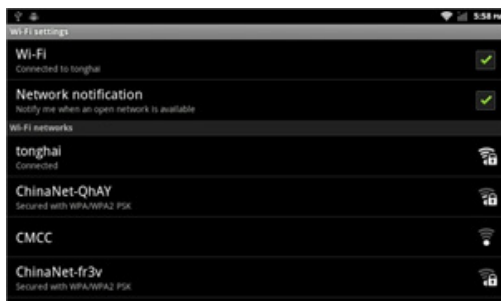 5:58 PM
Wi-Fi settings
Wi-Fi
Connected to tonghai
Network notification
Notify me when an open network is available
Wi-Fi networks
tonghai
Connected
ChinaNet-QhAY
Secured with WPA/WPA2 PSK
CMCC
ChinaNet-fr3v
Secured with WPA/WPA2 PSK